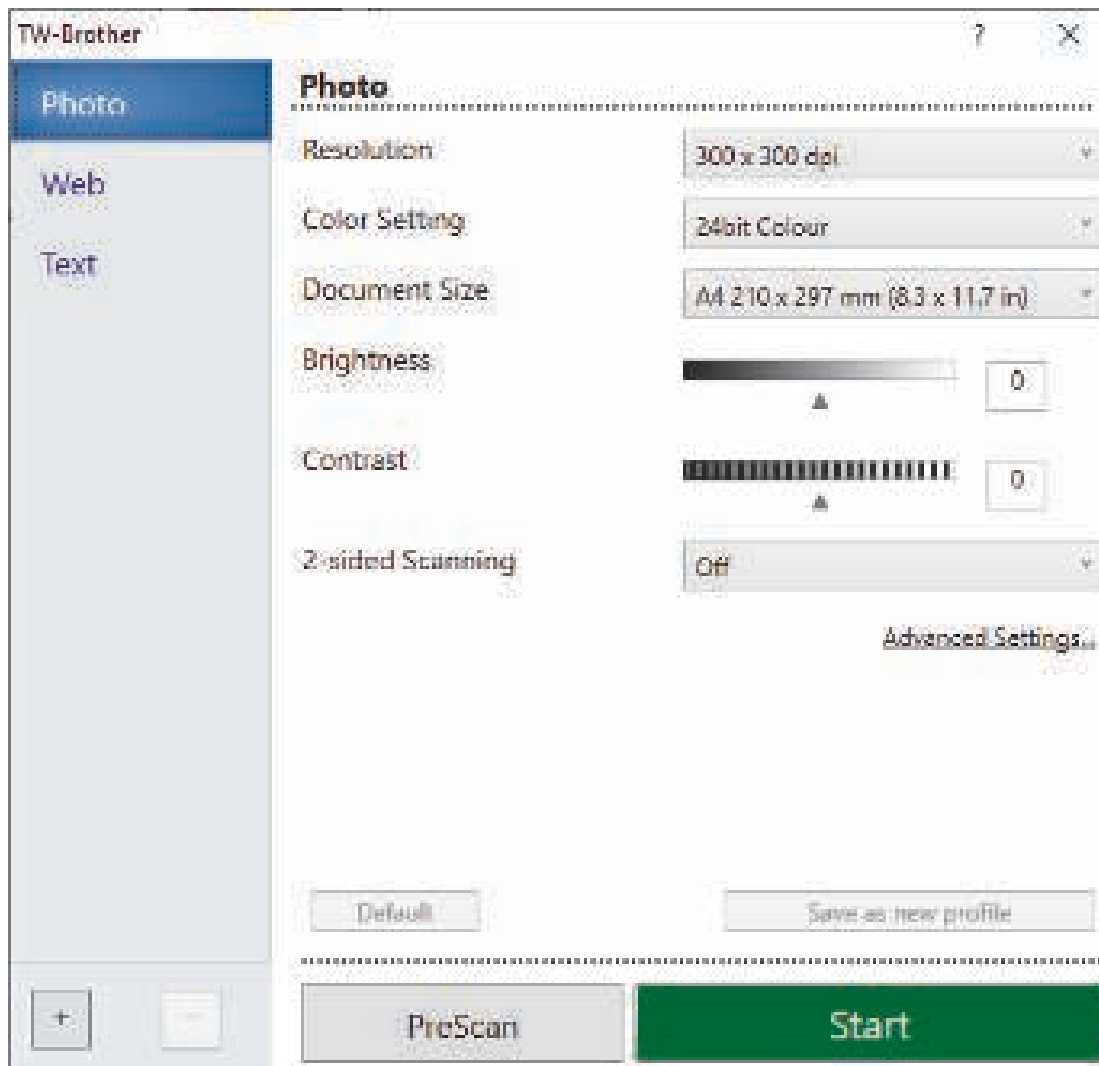 TW-Brother ? X
Photo
Web
Text
Photo
Resolution 300 x 300 dpi
Color Setting 24bit Colour
Document Size A4 210 x 297 mm (8.3 x 11.7 in)
Brightness 0
Contrast 0
2-sided Scanning Off
Advanced Settings...
Default Save as new profile
+ -
PreScan Start